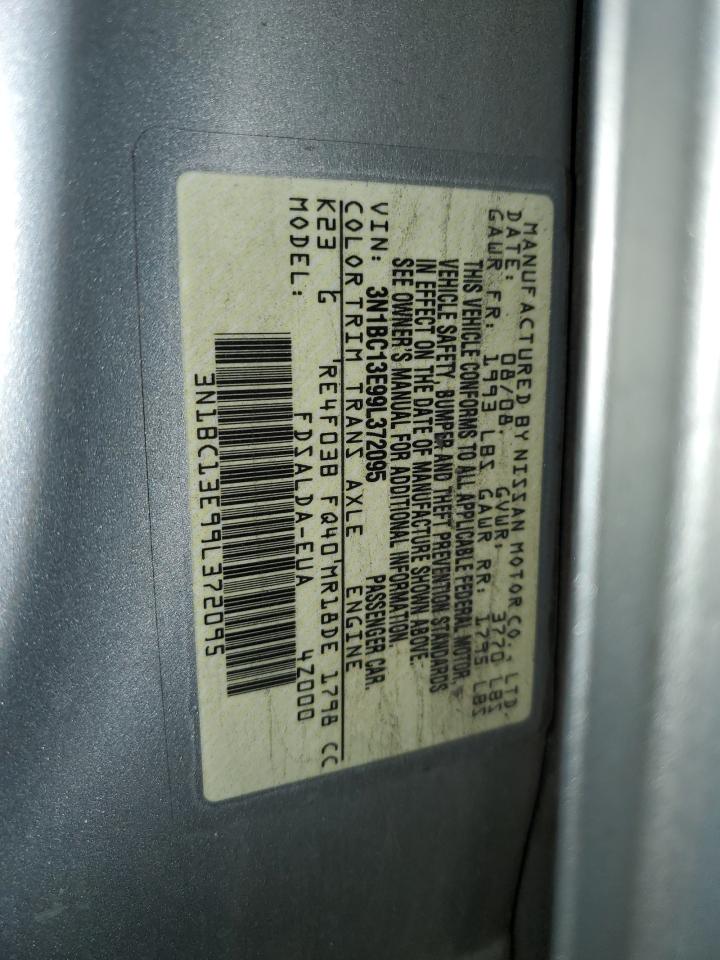 MANUFACTURED BY NISSAN MOTOR CO., LTD.
DATE: 08/08. GVWR: 3770 LBS
GAWR FR: 1993 LBS GAWR RR: 1795 LBS
THIS VEHICLE CONFORMS TO ALL APPLICABLE FEDERAL MOTOR,
VEHICLE SAFETY, BUMPER AND THEFT PREVENTION STANDARDS
IN EFFECT ON THE DATE OF MANUFACTURE SHOWN ABOVE.
SEE OWNER'S MANUAL FOR ADDITIONAL INFORMATION.
VIN: 3N1BC13E99L372095 PASSENGER CAR.
COLOR TRIM TRANS AXLE ENGINE
K23 G RE4F03B FQ40 MR18DE 1798 CC
MODEL: FDSALDA-EUA 4Z000
3N1BC13E99L372095